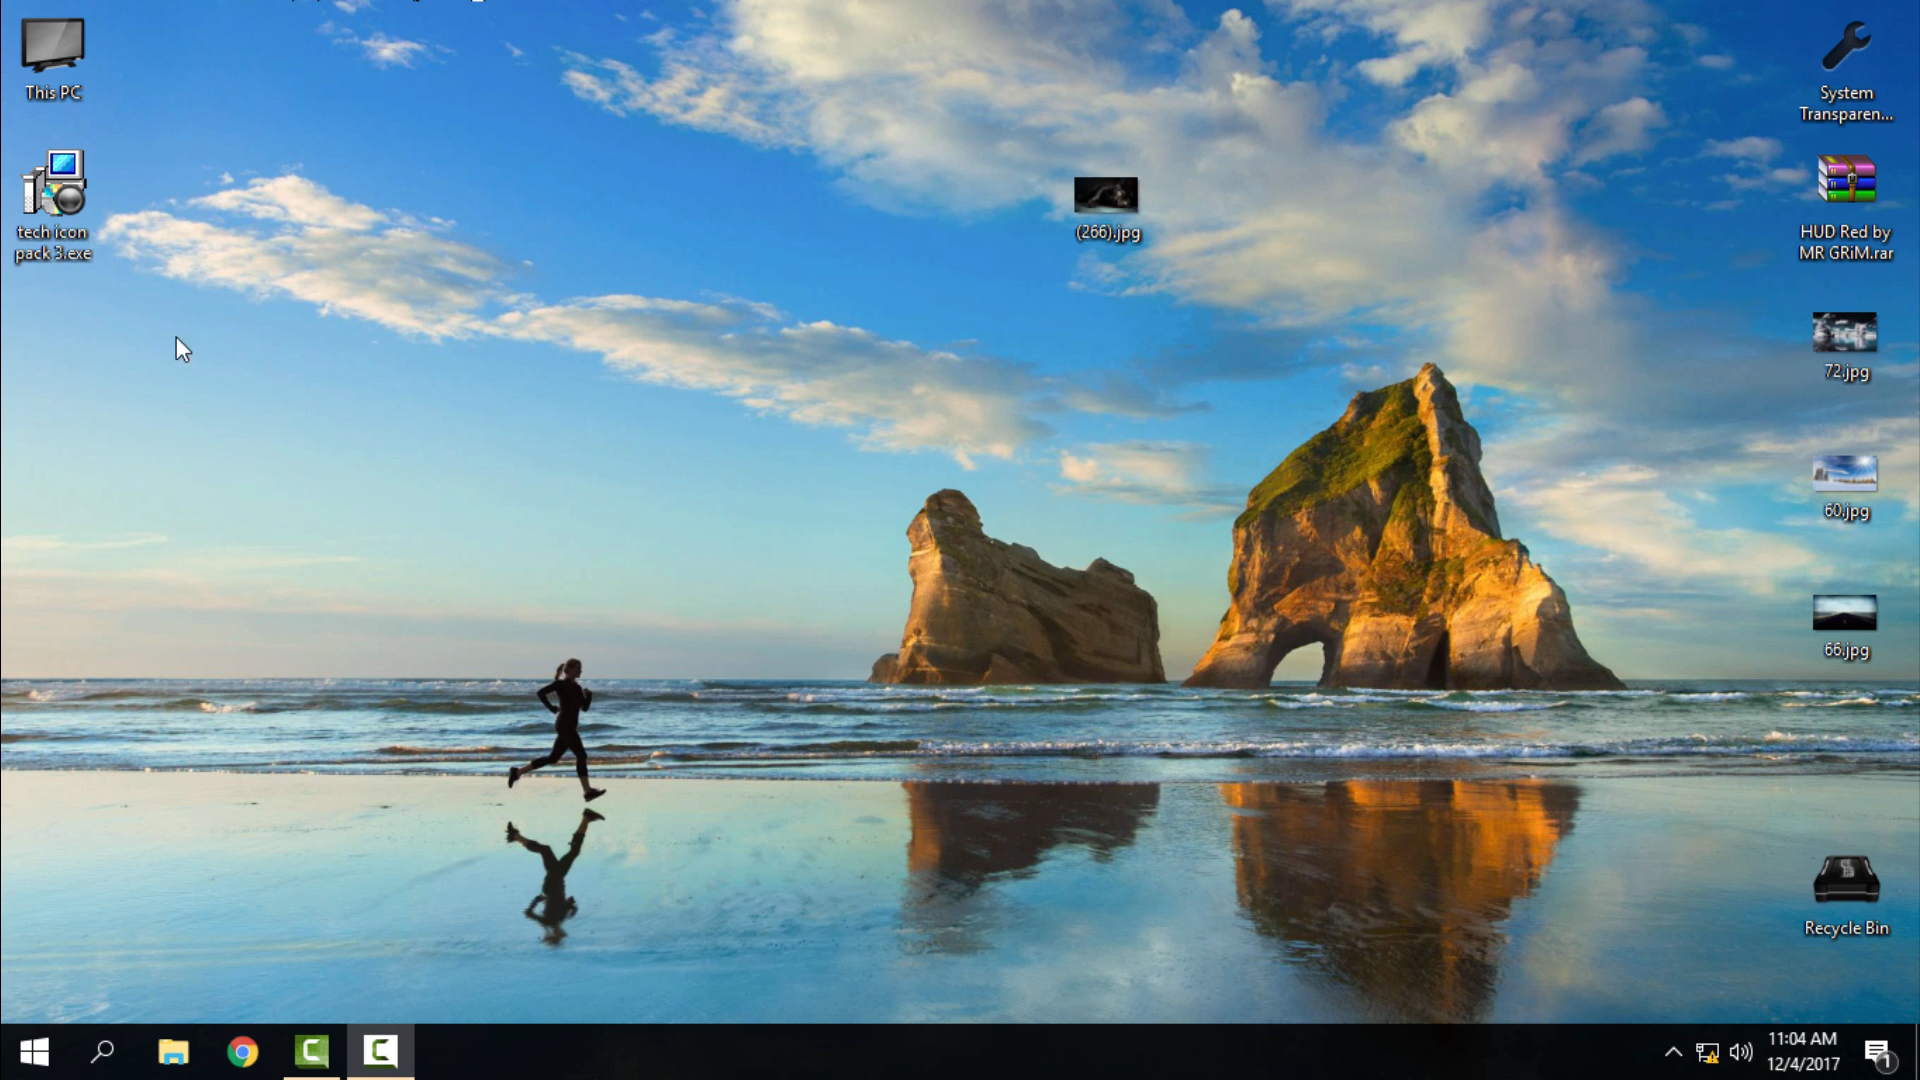 This PC
tech icon
pack 3.exe
(266).jpg
System
Transparen...
HUD Red by
MR GRiM.rar
72.jpg
60.jpg
66.jpg
Recycle Bin
11:04 AM
12/4/2017
1